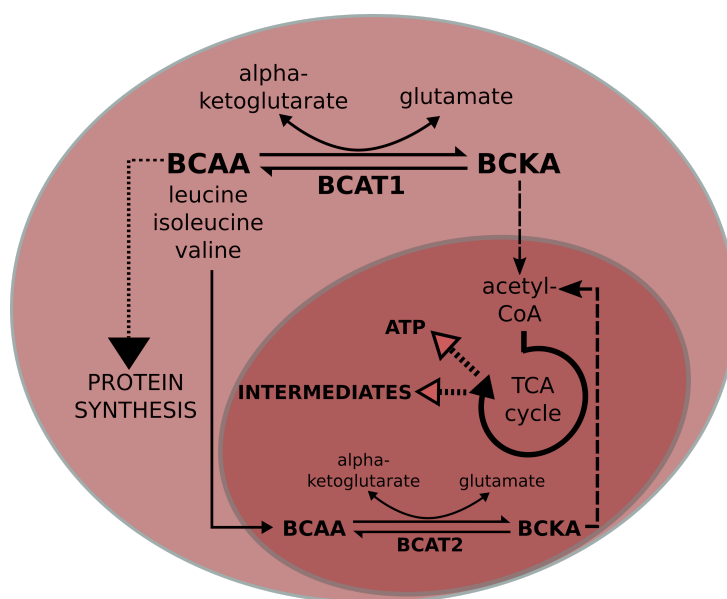 alpha-
ketoglutarate
glutamate
BCAA
BCKA
BCAT1
leucine
isoleucine
valine
acetyl-
CoA
ATP
PROTEIN
SYNTHESIS
INTERMEDIATES
TCA
cycle
alpha-
ketoglutarate
glutamate
BCAA
BCKA
BCAT2